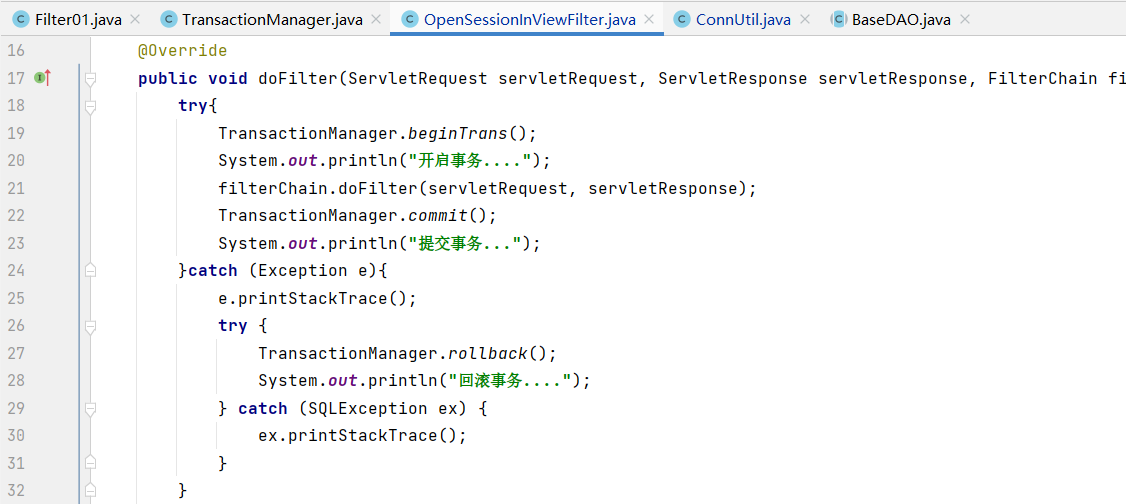 Filter01.java TransactionManager.java OpenSessionInViewFilter.java ConnUtil.java BaseDAO.java
16 @Override
17 public void doFilter(ServletRequest servletRequest, ServletResponse servletResponse, FilterChain fi
18 try{
19 TransactionManager.beginTrans();
20 System.out.println("开启事务....");
21 filterChain.doFilter(servletRequest, servletResponse);
22 TransactionManager.commit();
23 System.out.println("提交事务...");
24 }catch (Exception e){
25 e.printStackTrace();
26 try {
27 TransactionManager.rollback();
28 System.out.println("回滚事务....");
29 } catch (SQLException ex) {
30 ex.printStackTrace();
31 }
32 }